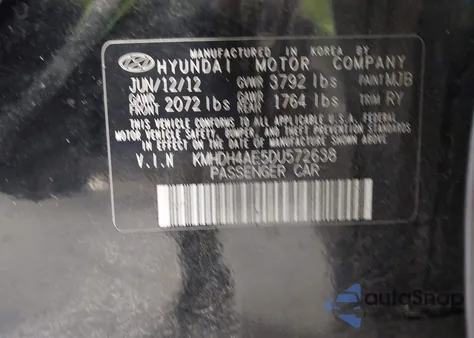 MANUFACTURED IN KOREA BY
HYUNDAI MOTOR COMPANY
JUN/12/12 GVWR 3792 lbs PAINT MJB
GAWR FRONT 2072 lbs GAWR REAR 1764 lbs TRIM RY
THIS VEHICLE CONFORMS TO ALL APPLICABLE FEDERAL
MOTOR VEHICLE SAFETY, BUMPER, AND THEFT PREVENTION
STANDARDS IN EFFECT ON THE DATE OF MANUFACTURE SHOWN ABOVE.
V.I.N KMHDH4AE5DU572638
PASSENGER CAR
autoSnap